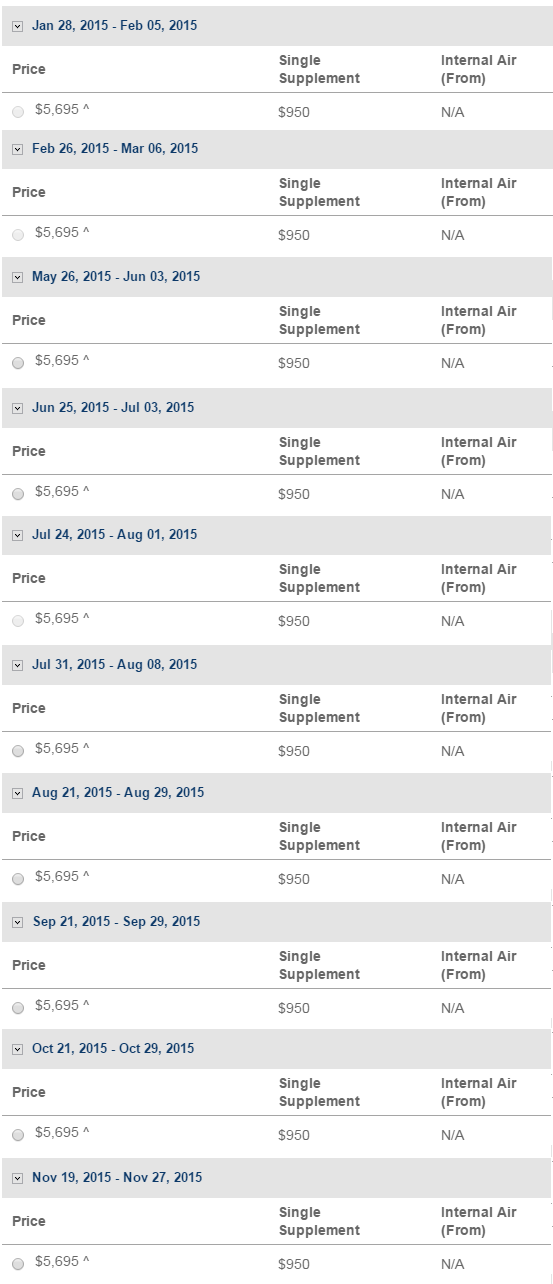 Jan 28, 2015 - Feb 05, 2015
Price Single Supplement Internal Air (From)
$5,695 ^ $950 N/A
Feb 26, 2015 - Mar 06, 2015
Price Single Supplement Internal Air (From)
$5,695 ^ $950 N/A
May 26, 2015 - Jun 03, 2015
Price Single Supplement Internal Air (From)
$5,695 ^ $950 N/A
Jun 25, 2015 - Jul 03, 2015
Price Single Supplement Internal Air (From)
$5,695 ^ $950 N/A
Jul 24, 2015 - Aug 01, 2015
Price Single Supplement Internal Air (From)
$5,695 ^ $950 N/A
Jul 31, 2015 - Aug 08, 2015
Price Single Supplement Internal Air (From)
$5,695 ^ $950 N/A
Aug 21, 2015 - Aug 29, 2015
Price Single Supplement Internal Air (From)
$5,695 ^ $950 N/A
Sep 21, 2015 - Sep 29, 2015
Price Single Supplement Internal Air (From)
$5,695 ^ $950 N/A
Oct 21, 2015 - Oct 29, 2015
Price Single Supplement Internal Air (From)
$5,695 ^ $950 N/A
Nov 19, 2015 - Nov 27, 2015
Price Single Supplement Internal Air (From)
$5,695 ^ $950 N/A